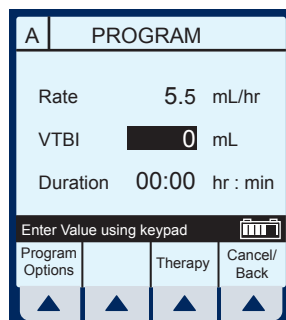 A PROGRAM
Rate 5.5 mL/hr
VTBI 0 mL
Duration 00:00 hr : min
Enter Value using keypad
Program Options Therapy Cancel/ Back